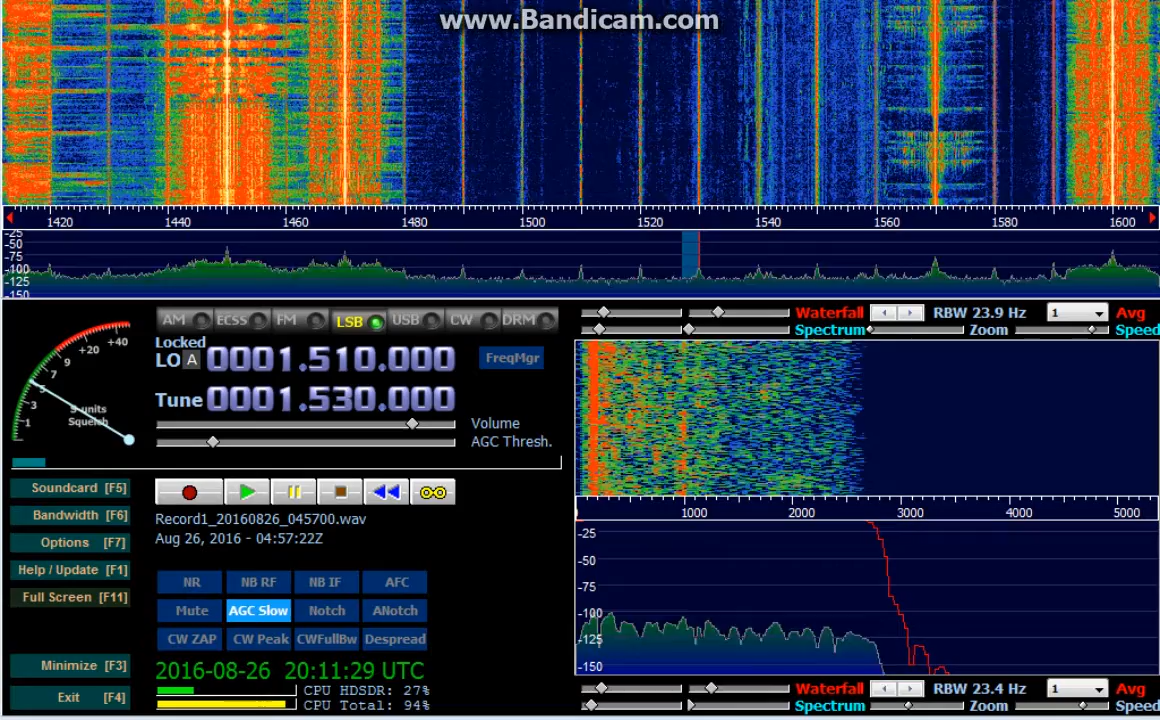 www.Bandicam.com
1420 1440 1460 1480 1500 1520 1540 1560 1580 1600
-25
-50
-75
-100
-125
-150
AM ECSS FM LSB USB CW DRM
Locked
LO A 0001.510.000 FreqMgr
Tune 0001.530.000
Volume
AGC Thresh.
1 3 5 7 9 +20 +40
S-units
Squelch
Soundcard [F5]
Bandwidth [F6]
Options [F7]
Help / Update [F1]
Full Screen [F11]
Minimize [F3]
Exit [F4]
Record1_20160826_045700.wav
Aug 26, 2016 - 04:57:22Z
NR NB RF NB IF AFC
Mute AGC Slow Notch ANotch
CW ZAP CW Peak CWFullBw Despread
2016-08-26 20:11:29 UTC
CPU HDSDR: 27%
CPU Total: 94%
Waterfall RBW 23.9 Hz 1 Avg
Spectrum Zoom Speed
1000 2000 3000 4000 5000
-25
-50
-75
-100
-125
-150
Waterfall RBW 23.4 Hz 1 Avg
Spectrum Zoom Speed